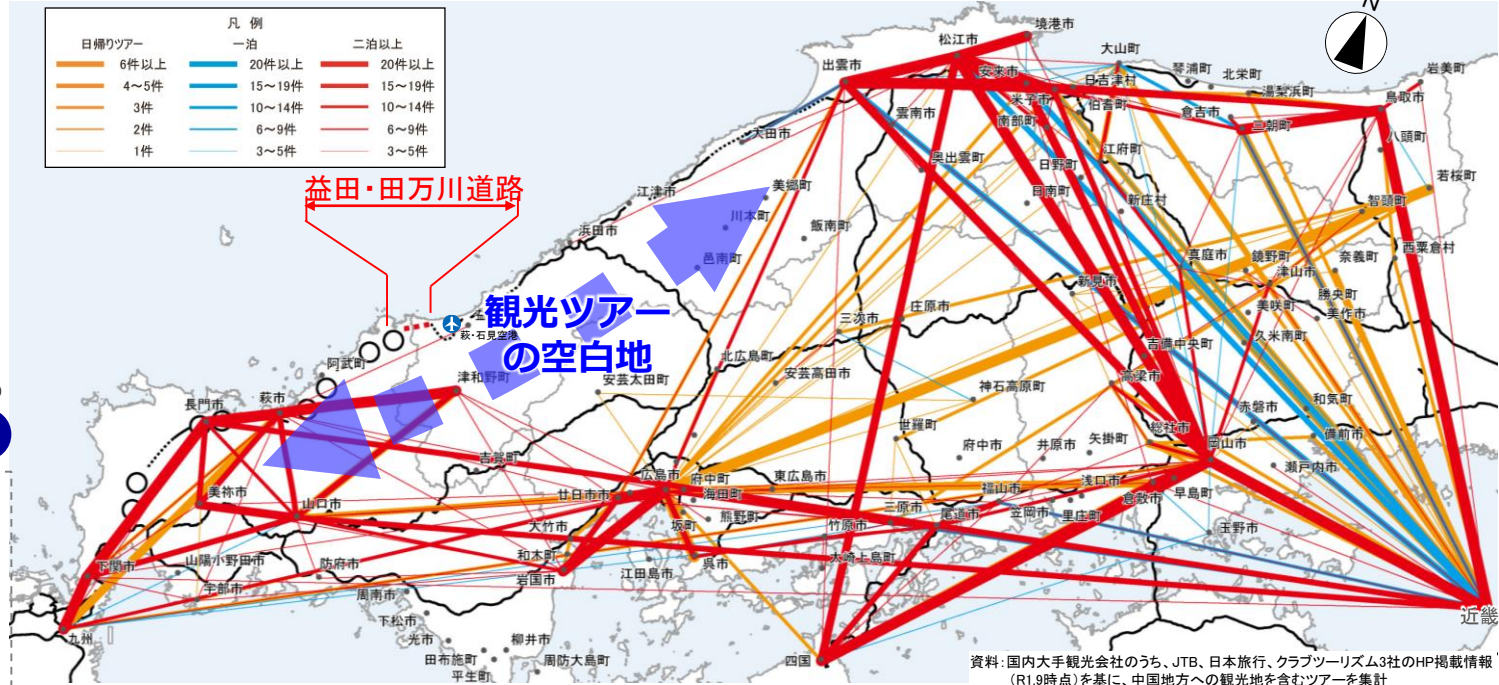 凡 例
日帰りツアー 一泊 二泊以上
6件以上 20件以上 20件以上
4～5件 15～19件 15～19件
3件 10～14件 10～14件
2件 6～9件 6～9件
1件 3～5件 3～5件
N
境港市
松江市
大山町
出雲市
安来市
日吉津村
琴浦町
北栄町
岩美町
湯梨浜町
米子市
伯耆町
鳥取市
雲南市
南部町
倉吉市
三朝町
大田市
江府町
八頭町
奥出雲町
日野町
若桜町
益田・田万川道路
江津市
美郷町
日南町
新庄村
智頭町
川本町
飯南町
浜田市
西粟倉村
邑南町
真庭市
鏡野町
奈義町
津山市
新見市
勝央町
観光ツアー
の空白地
庄原市
美咲町
美作市
三次市
萩・石見空港
久米南町
吉備中央町
阿武町
北広島町
津和野町
安芸太田町
安芸高田市
高梁市
神石高原町
萩市
長門市
赤磐市
和気町
世羅町
総社市
備前市
岡山市
府中市
井原市
矢掛町
吉賀町
瀬戸内市
広島市
府中町
東広島市
美祢市
山口市
廿日市市
海田町
福山市
浅口市
倉敷市
早島町
三原市
尾道市
笠岡市
里庄町
熊野町
大竹市
坂町
竹原市
玉野市
和木町
呉市
大崎上島町
下関市
山陽小野田市
防府市
岩国市
江田島市
宇部市
周南市
近畿
下松市
九州
光市
柳井市
田布施町
周防大島町
平生町
四国
資料：国内大手観光会社のうち、JTB、日本旅行、クラブツーリズム3社のHP掲載情報
（R1.9時点）を基に、中国地方への観光地を含むツアーを集計